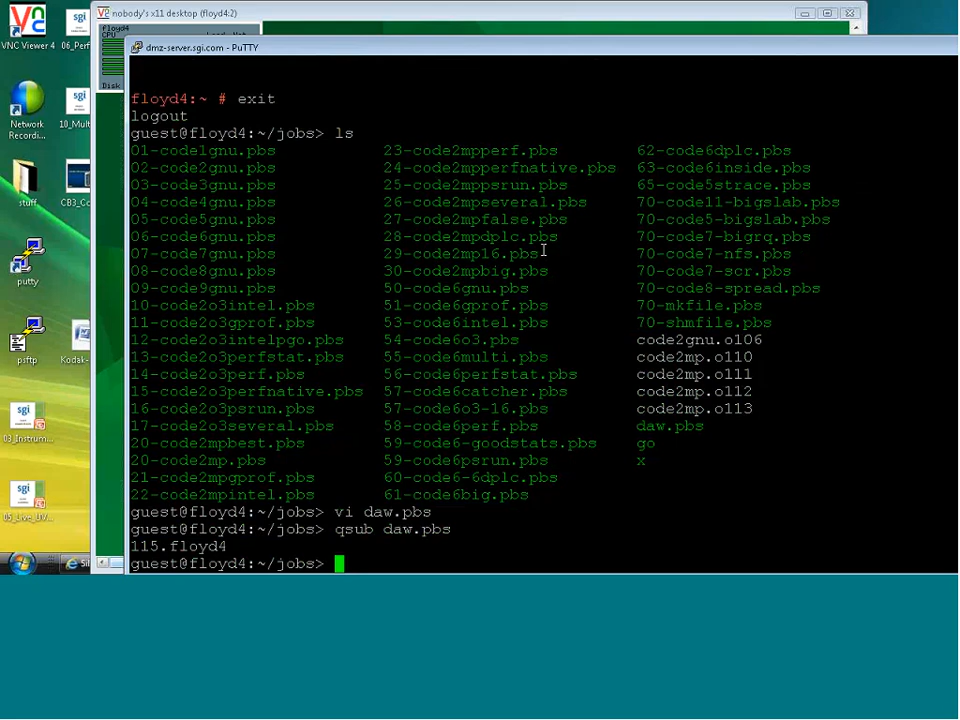 nobody's x11 desktop (floyd4:2)
Floyd4
CPU
Disk
dmz-server.sgi.com - PuTTY
VNC Viewer 4
sgi
06_Perf
Network
Recordi...
sgi
10_Mult
stuff
CB3_Co
putty
psftp
Kodak-
sgi
03_Instrum...
sgi
05_Live_LIV...
floyd4:~ # exit
logout
guest@floyd4:~/jobs> ls
01-code1gnu.pbs 23-code2mpperf.pbs 62-code6dplc.pbs
02-code2gnu.pbs 24-code2mpperfnative.pbs 63-code6inside.pbs
03-code3gnu.pbs 25-code2mppsrun.pbs 65-code5strace.pbs
04-code4gnu.pbs 26-code2mpseveral.pbs 70-code11-bigslab.pbs
05-code5gnu.pbs 27-code2mpfalse.pbs 70-code5-bigslab.pbs
06-code6gnu.pbs 28-code2mpdplc.pbs 70-code7-bigrq.pbs
07-code7gnu.pbs 29-code2mp16.pbs 70-code7-nfs.pbs
08-code8gnu.pbs 30-code2mpbig.pbs 70-code7-scr.pbs
09-code9gnu.pbs 50-code6gnu.pbs 70-code8-spread.pbs
10-code2o3intel.pbs 51-code6gprof.pbs 70-mkfile.pbs
11-code2o3gprof.pbs 53-code6intel.pbs 70-shmfile.pbs
12-code2o3intelpgo.pbs 54-code6o3.pbs code2gnu.o106
13-code2o3perfstat.pbs 55-code6multi.pbs code2mp.o110
14-code2o3perf.pbs 56-code6perfstat.pbs code2mp.o111
15-code2o3perfnative.pbs 57-code6catcher.pbs code2mp.o112
16-code2o3psrun.pbs 57-code6o3-16.pbs code2mp.o113
17-code2o3several.pbs 58-code6perf.pbs daw.pbs
20-code2mpbest.pbs 59-code6-goodstats.pbs go
20-code2mp.pbs 59-code6psrun.pbs x
21-code2mpgprof.pbs 60-code6-6dplc.pbs
22-code2mpintel.pbs 61-code6big.pbs
guest@floyd4:~/jobs> vi daw.pbs
guest@floyd4:~/jobs> qsub daw.pbs
115.floyd4
guest@floyd4:~/jobs>